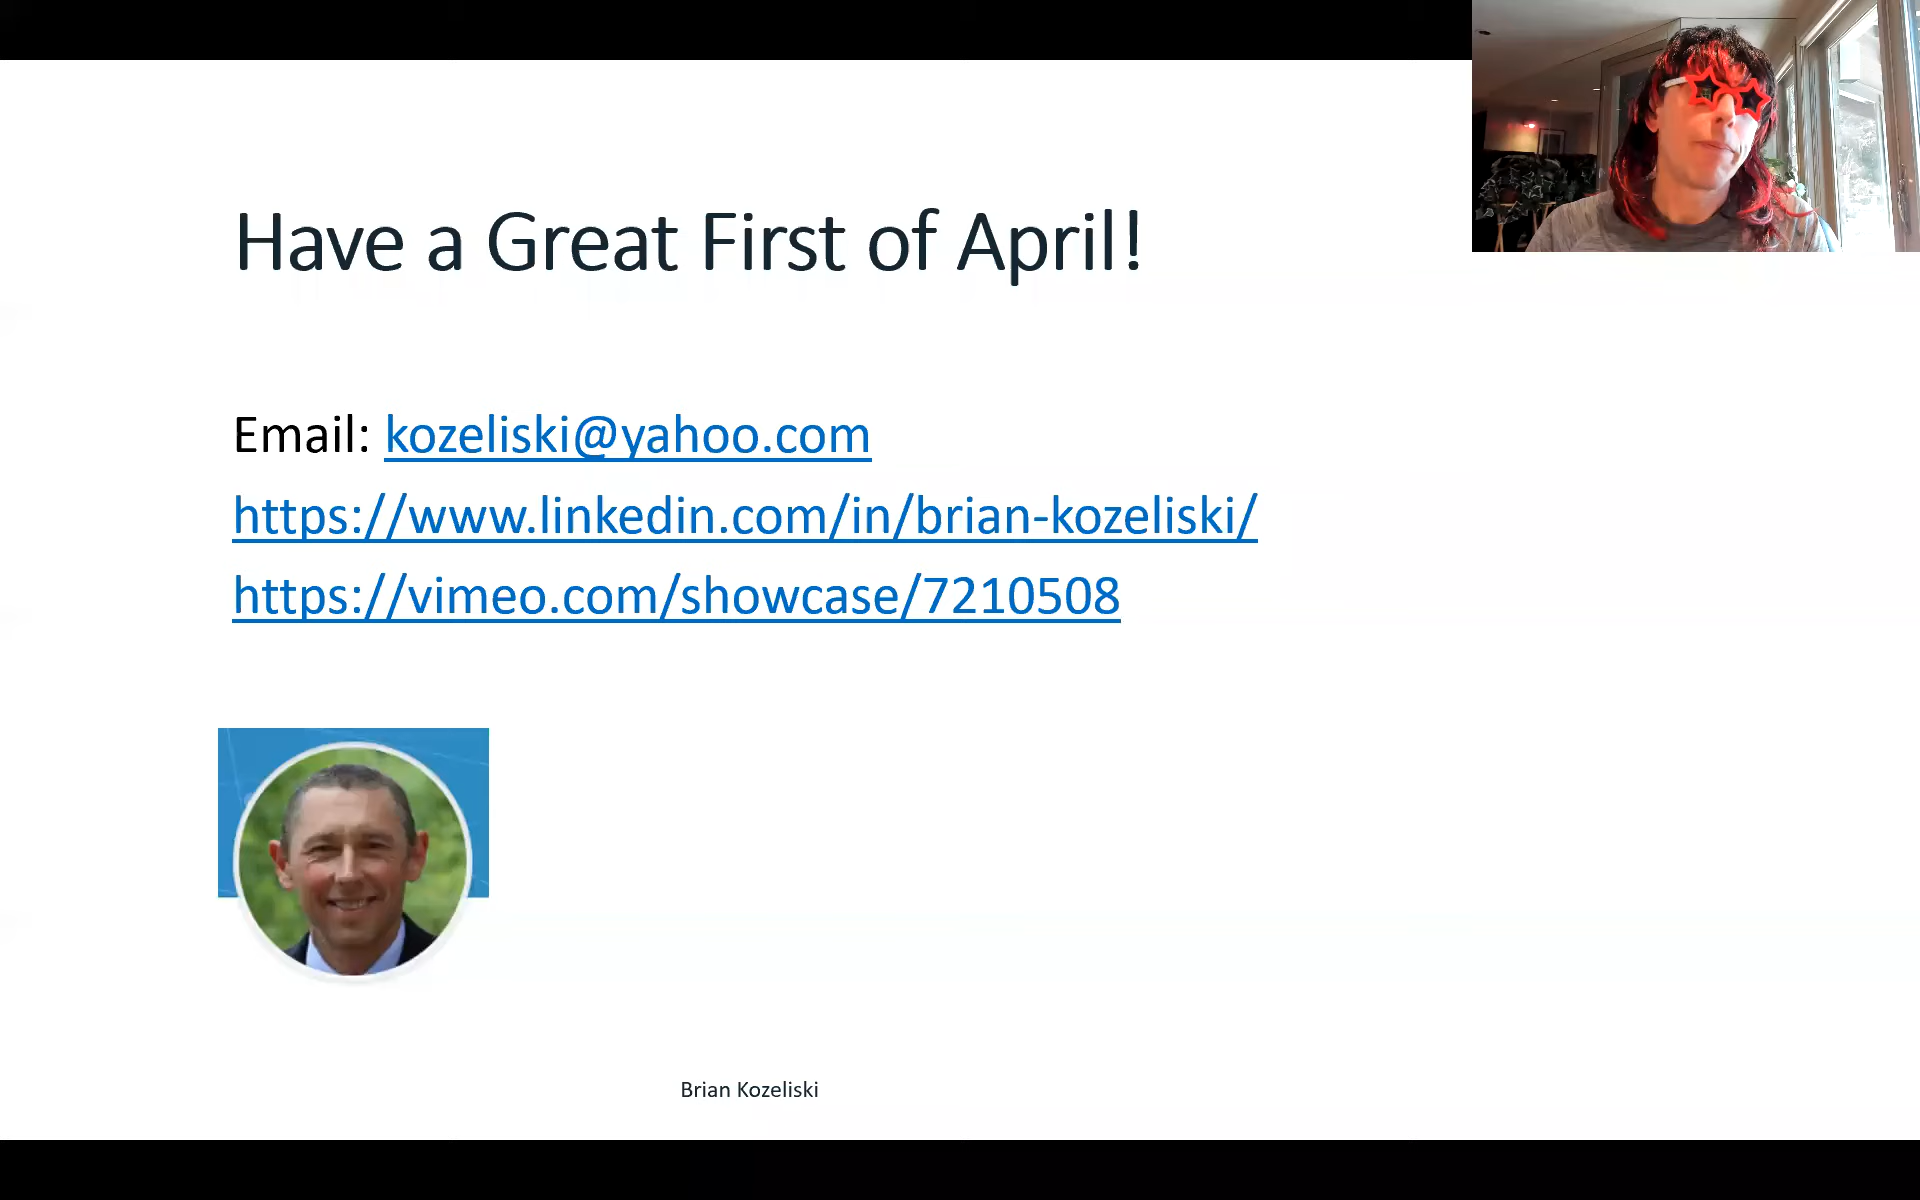 Have a Great First of April!
Email: kozeliski@yahoo.com
https://www.linkedin.com/in/brian-kozeliski/
https://vimeo.com/showcase/7210508
Brian Kozeliski